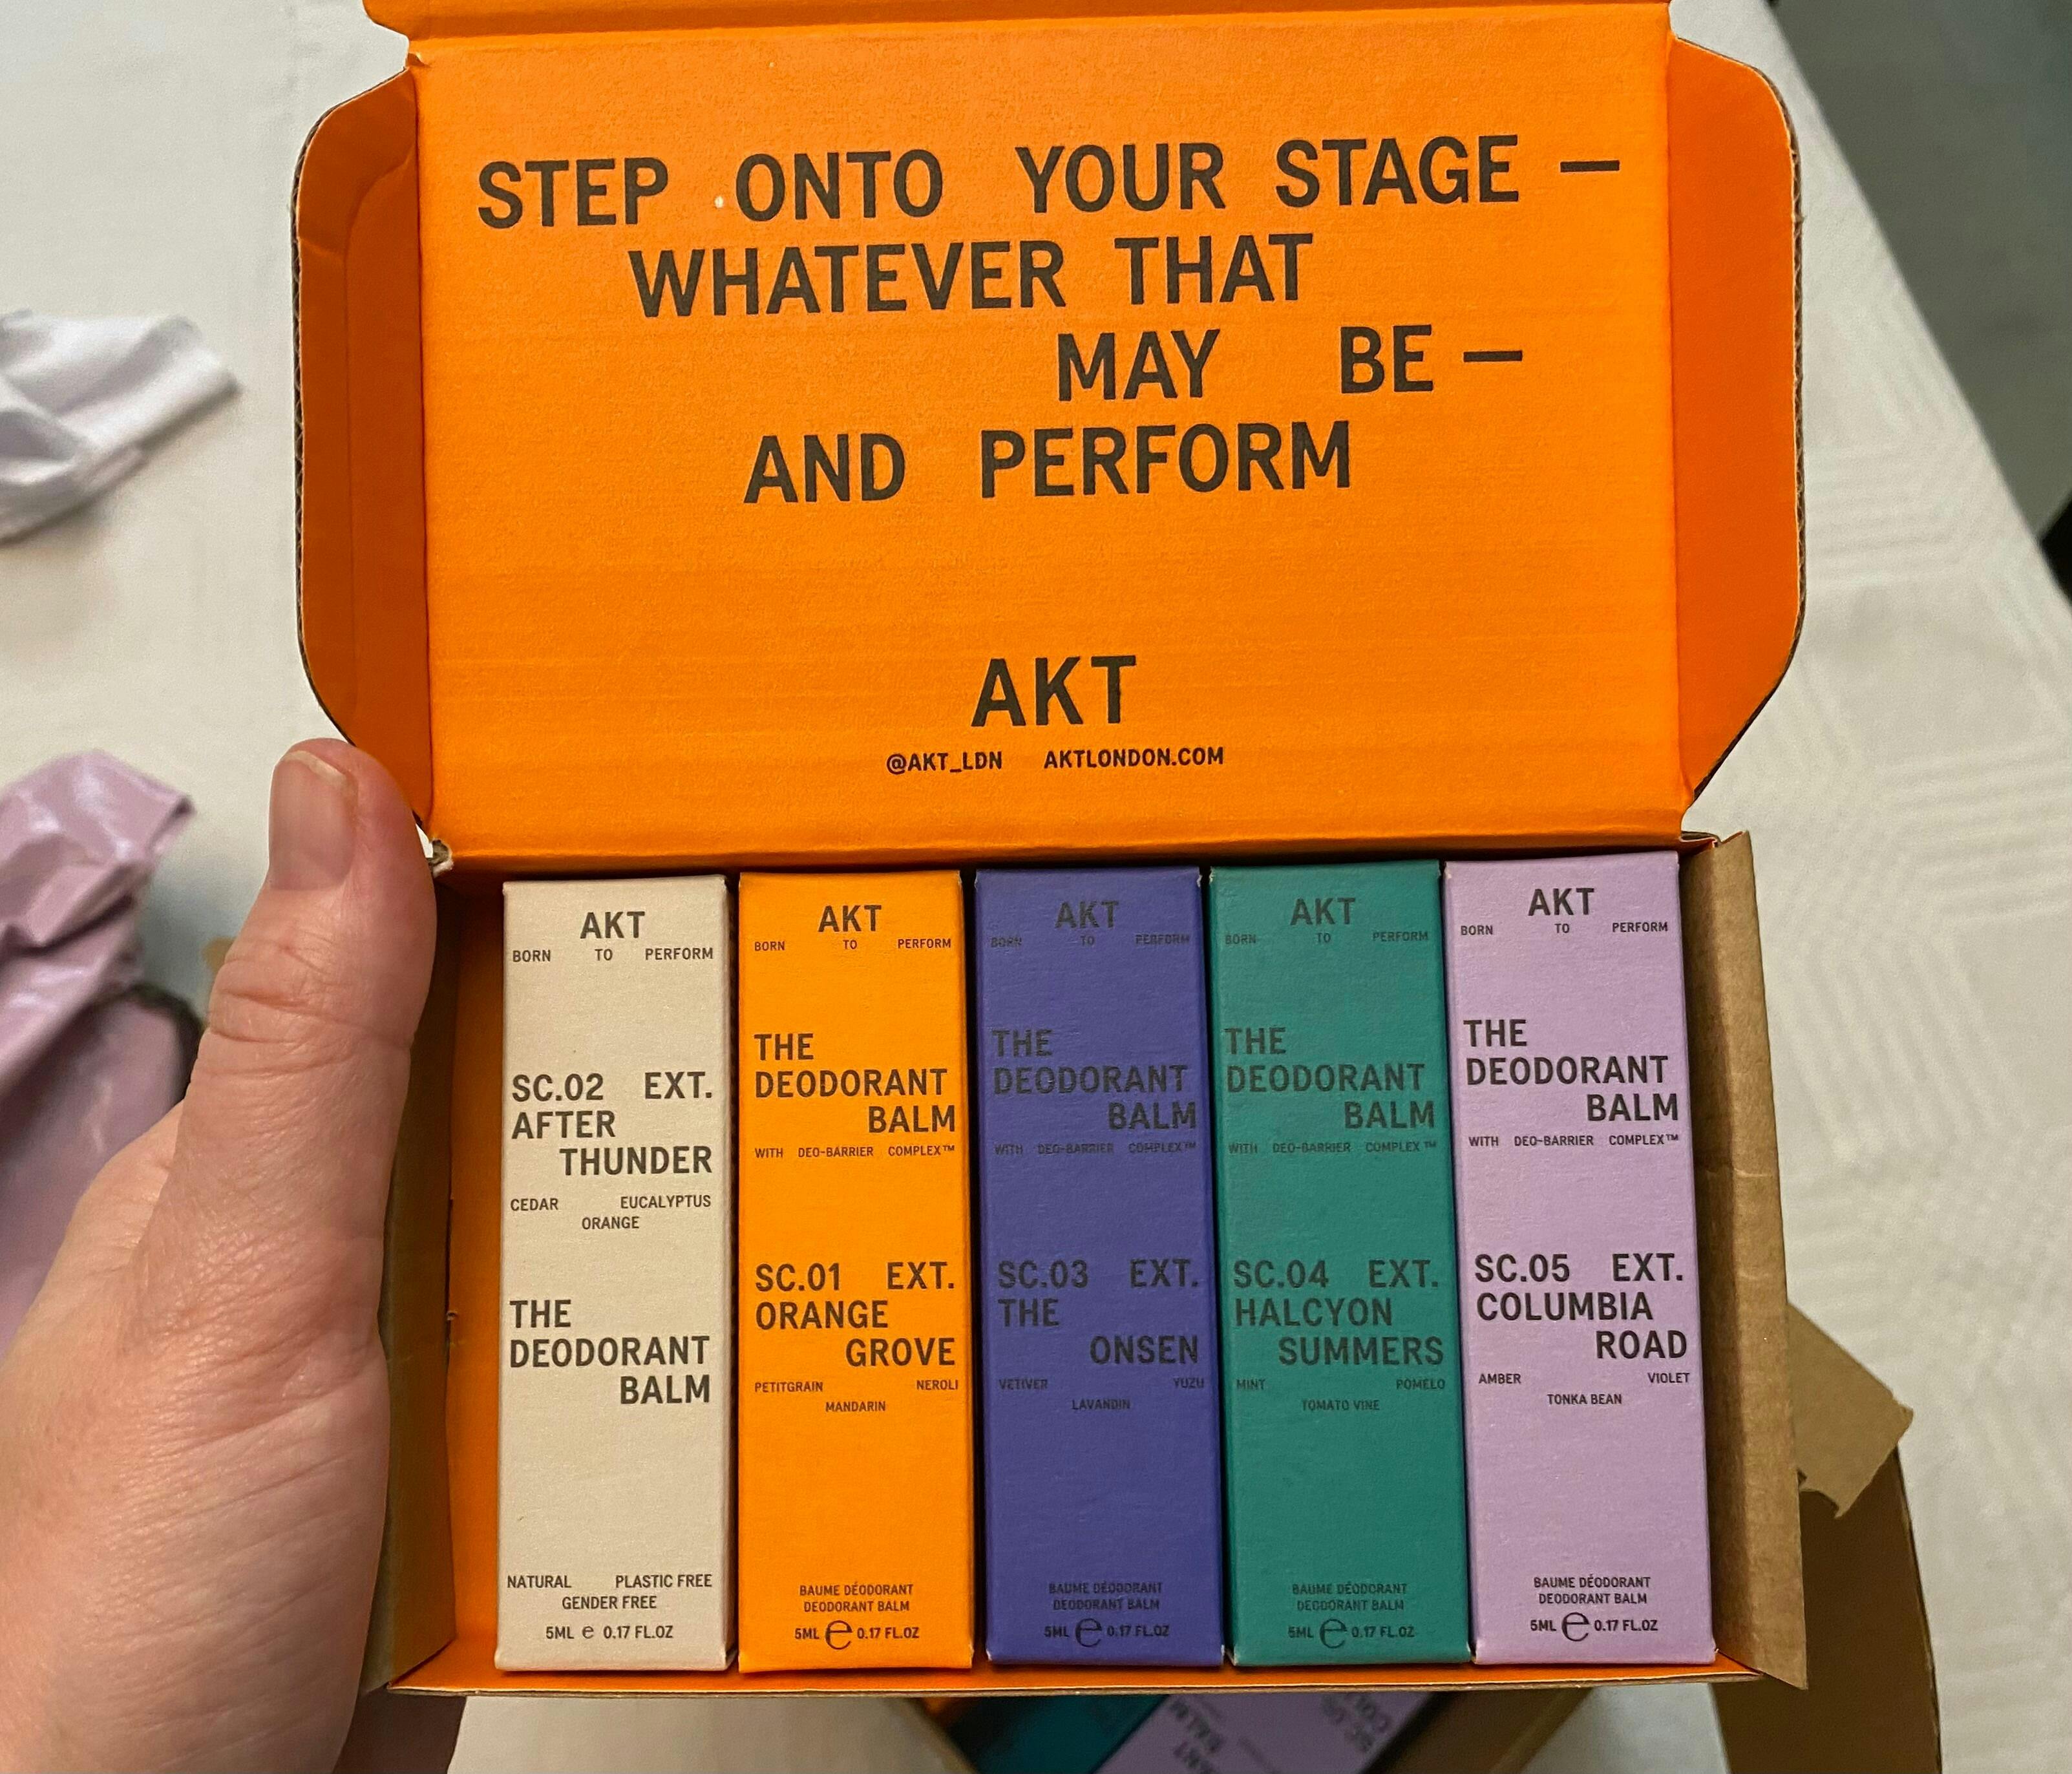 STEP ONTO YOUR STAGE —
WHATEVER THAT
MAY BE —
AND PERFORM
AKT
@AKT_LDN AKTLONDON.COM
AKT
BORN TO PERFORM
SC.02 EXT.
AFTER
THUNDER
CEDAR EUCALYPTUS
ORANGE
THE
DEODORANT
BALM
NATURAL PLASTIC FREE
GENDER FREE
5ML e 0.17 FL.OZ
AKT
BORN TO PERFORM
THE
DEODORANT
BALM
WITH DEO-BARRIER COMPLEX™
SC.01 EXT.
ORANGE
GROVE
PETITGRAIN NEROLI
MANDARIN
BAUME DÉODORANT
DEODORANT BALM
5ML e 0.17 FL.OZ
AKT
BORN TO PERFORM
THE
DEODORANT
BALM
WITH DEO-BARRIER COMPLEX™
SC.03 EXT.
THE
ONSEN
VETIVER YUZU
LAVANDIN
BAUME DÉODORANT
DEODORANT BALM
5ML e 0.17 FL.OZ
AKT
BORN TO PERFORM
THE
DEODORANT
BALM
WITH DEO-BARRIER COMPLEX™
SC.04 EXT.
HALCYON
SUMMERS
MINT POMELO
TOMATO VINE
BAUME DÉODORANT
DEODORANT BALM
5ML e 0.17 FL.OZ
AKT
BORN TO PERFORM
THE
DEODORANT
BALM
WITH DEO-BARRIER COMPLEX™
SC.05 EXT.
COLUMBIA
ROAD
AMBER VIOLET
TONKA BEAN
BAUME DÉODORANT
DEODORANT BALM
5ML e 0.17 FL.OZ
BALM